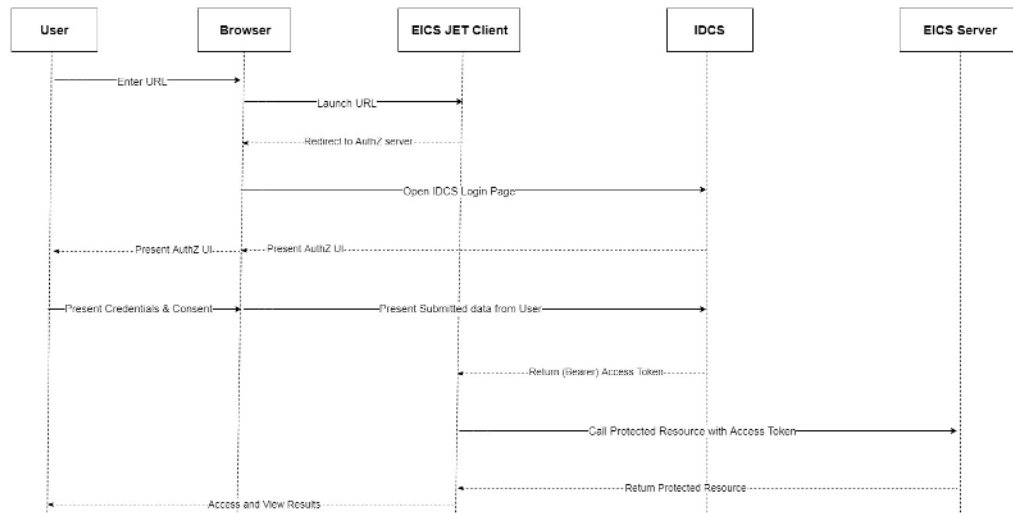 User
Browser
EICS JET Client
IDCS
EICS Server
Enter URL
Launch URL
Redirect to AuthZ server
Open IDCS Login Page
Present AuthZ UI
Present AuthZ UI
Present Credentials & Consent
Present Submitted data from User
Return (Bearer) Access Token
Call Protected Resource with Access Token
Return Protected Resource
Access and View Results